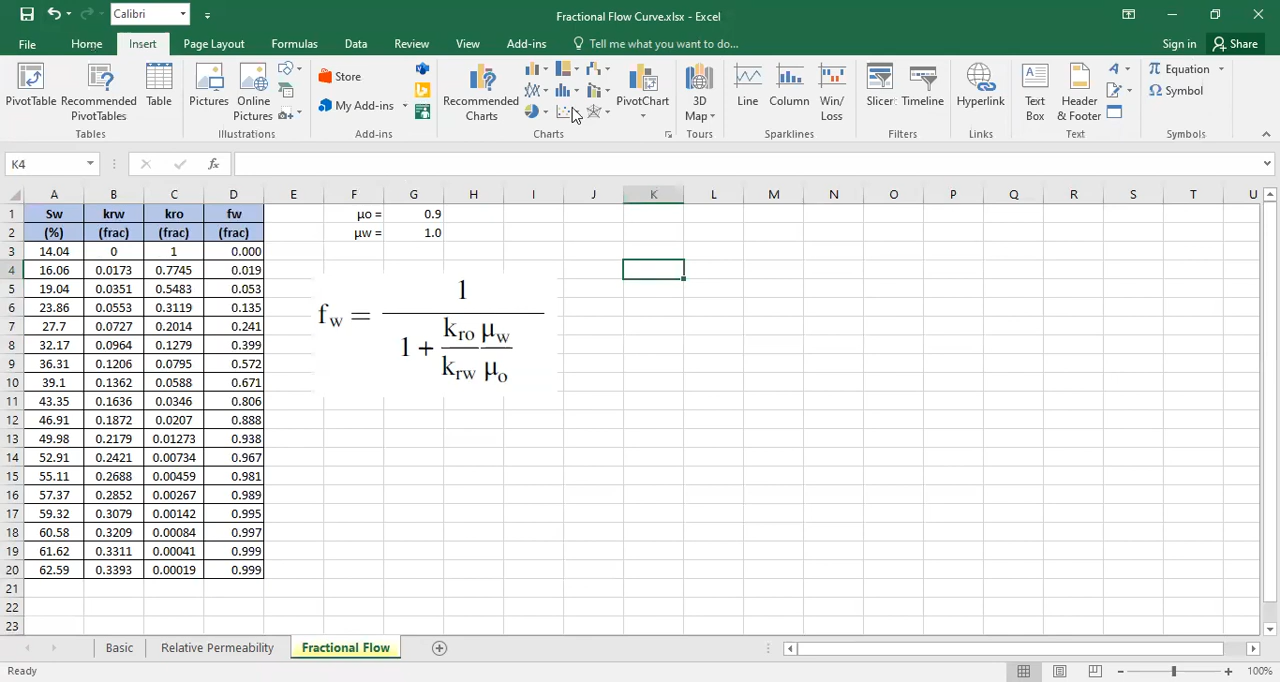 Calibri
Fractional Flow Curve.xlsx - Excel
File Home Insert Page Layout Formulas Data Review View Add-ins Tell me what you want to do... Sign in Share
PivotTable Recommended PivotTables Table
Pictures Online Pictures
Store
My Add-ins
Recommended Charts
PivotChart
3D Map
Line Column Win/Loss
Slicer Timeline
Hyperlink
Text Box Header & Footer
Equation
Symbol
Tables Illustrations Add-ins Charts Tours Sparklines Filters Links Text Symbols
K4 fx
A B C D E F G H I J K L M N O P Q R S T U
1 Sw krw kro fw μo = 0.9
2 (%) (frac) (frac) (frac) μw = 1.0
3 14.04 0 1 0.000
4 16.06 0.0173 0.7745 0.019
5 19.04 0.0351 0.5483 0.053
6 23.86 0.0553 0.3119 0.135
7 27.7 0.0727 0.2014 0.241
8 32.17 0.0964 0.1279 0.399
9 36.31 0.1206 0.0795 0.572
10 39.1 0.1362 0.0588 0.671
11 43.35 0.1636 0.0346 0.806
12 46.91 0.1872 0.0207 0.888
13 49.98 0.2179 0.01273 0.938
14 52.91 0.2421 0.00734 0.967
15 55.11 0.2688 0.00459 0.981
16 57.37 0.2852 0.00267 0.989
17 59.32 0.3079 0.00142 0.995
18 60.58 0.3209 0.00084 0.997
19 61.62 0.3311 0.00041 0.999
20 62.59 0.3393 0.00019 0.999
21
22
23
1
fw =
kro μw
1 +
krw μo
Basic Relative Permeability Fractional Flow
Ready 100%